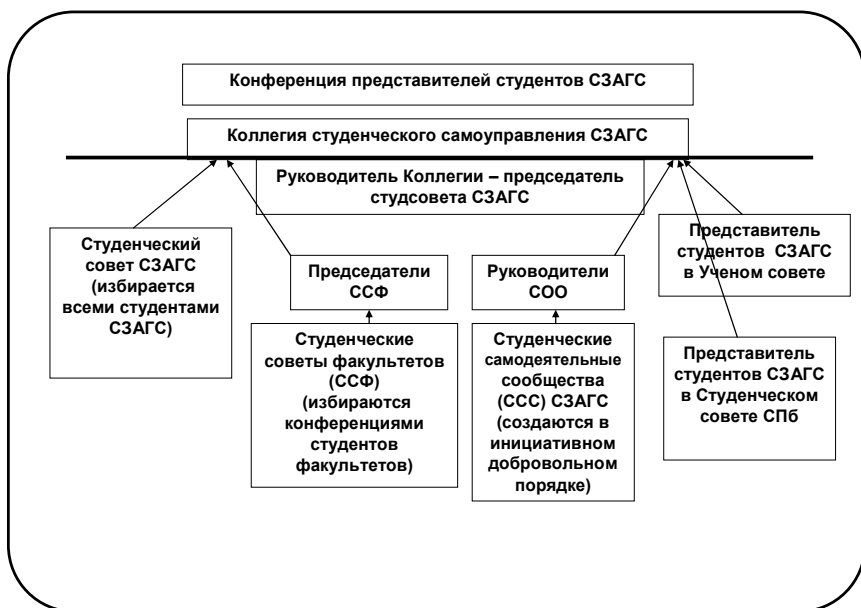 Конференция представителей студентов СЗАГС
Коллегия студенческого самоуправления СЗАГС
Руководитель Коллегии – председатель
студсовета СЗАГС
Студенческий
совет СЗАГС
(избирается
всеми студентами
СЗАГС)
Председатели
ССФ
Руководители
СОО
Представитель
студентов СЗАГС
в Ученом совете
Студенческие
советы факультетов
(ССФ)
(избираются
конференциями
студентов
факультетов)
Студенческие
самодеятельные
сообщества
(ССС) СЗАГС
(создаются в
инициативном
добровольном
порядке)
Представитель
студентов СЗАГС
в Студенческом
совете СПб